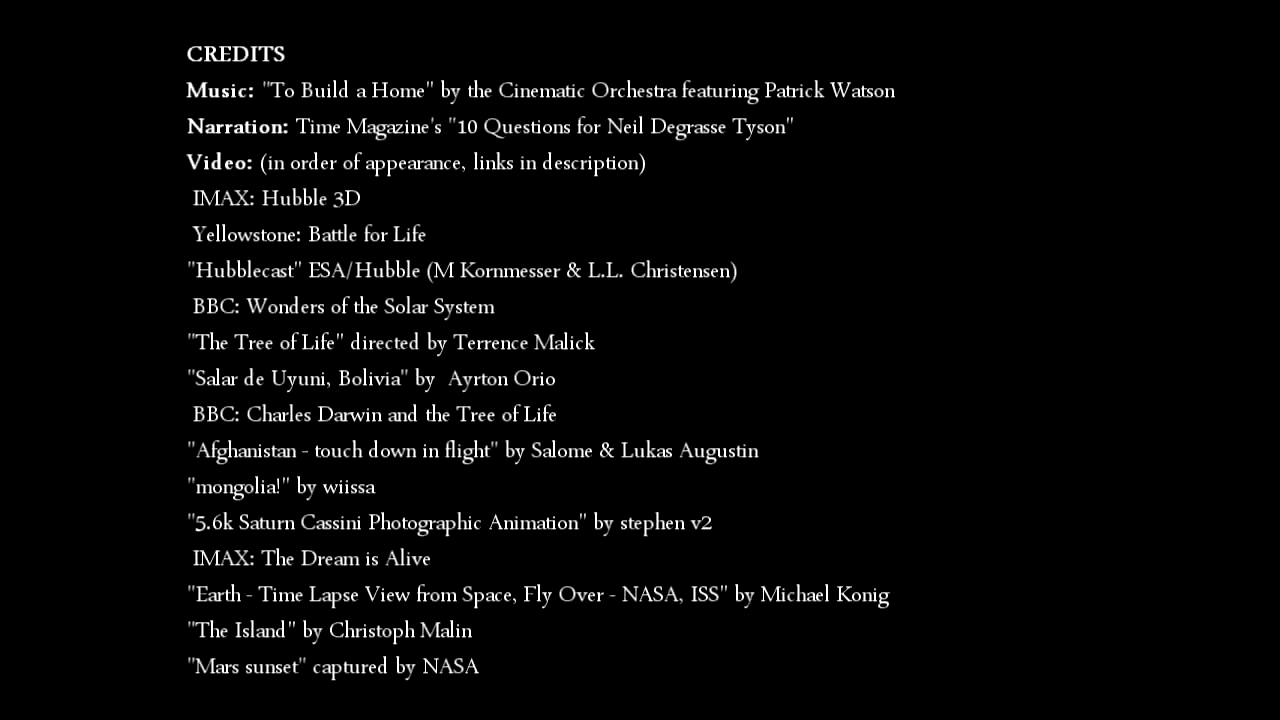 CREDITS
Music: "To Build a Home" by the Cinematic Orchestra featuring Patrick Watson
Narration: Time Magazine's "10 Questions for Neil Degrasse Tyson"
Video: (in order of appearance, links in description)
IMAX: Hubble 3D
Yellowstone: Battle for Life
"Hubblecast" ESA/Hubble (M Kornmesser & L.L. Christensen)
BBC: Wonders of the Solar System
"The Tree of Life" directed by Terrence Malick
"Salar de Uyuni, Bolivia" by Ayrton Orio
BBC: Charles Darwin and the Tree of Life
"Afghanistan - touch down in flight" by Salome & Lukas Augustin
"mongolia!" by wiissa
"5.6k Saturn Cassini Photographic Animation" by stephen v2
IMAX: The Dream is Alive
"Earth - Time Lapse View from Space, Fly Over - NASA, ISS" by Michael Konig
"The Island" by Christoph Malin
"Mars sunset" captured by NASA